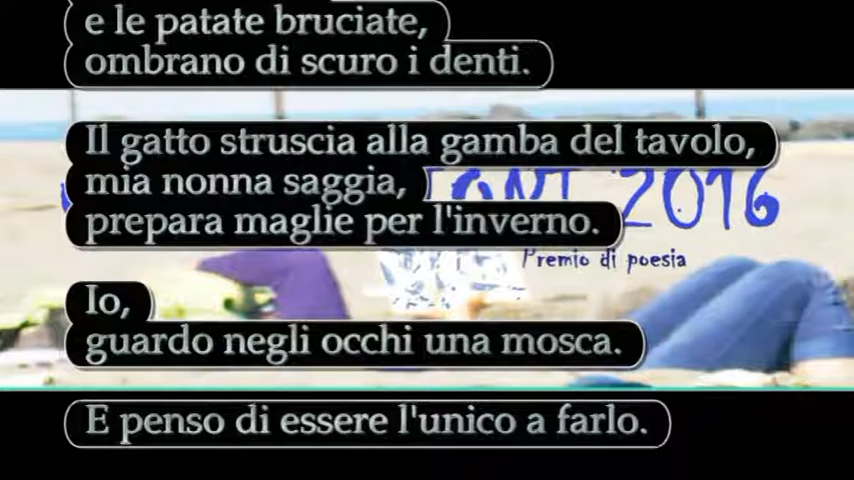 e le patate bruciate,
ombrano di scuro i denti.
Il gatto struscia alla gamba del tavolo,
mia nonna saggia,
prepara maglie per l'inverno.
2016
Premio di poesia
Io,
guardo negli occhi una mosca.
E penso di essere l'unico a farlo.